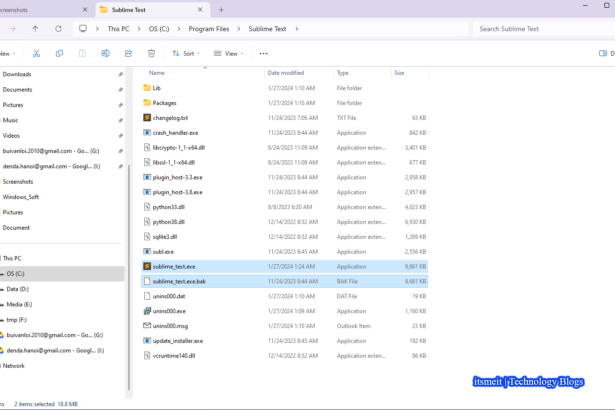 creenshots
Sublime Text
This PC > OS (C:) > Program Files > Sublime Text >
Search Sublime Text
New
Sort
View
D
Downloads
Documents
Pictures
Music
Videos
buivanloi.2010@gmail.com - Go... (G:)
denda.hanoi@gmail.com - Googl... (I:)
Screenshots
Windows_Soft
Pictures
Document
This PC
OS (C:)
Data (D:)
Media (E:)
tmp (F:)
buivanloi.2010@gmail.com - Go... (G:)
denda.hanoi@gmail.com - Googl... (I:)
Network
Name Date modified Type Size
Lib 1/27/2024 1:10 AM File folder
Packages 1/27/2024 1:10 AM File folder
changelog.txt 11/24/2023 7:06 AM TXT File 63 KB
crash_handler.exe 11/24/2023 8:44 AM Application 842 KB
libcrypto-1_1-x64.dll 8/24/2023 11:09 AM Application exten... 3,401 KB
libssl-1_1-x64.dll 8/24/2023 11:09 AM Application exten... 677 KB
plugin_host-3.3.exe 11/24/2023 8:44 AM Application 2,958 KB
plugin_host-3.8.exe 11/24/2023 8:44 AM Application 2,957 KB
python33.dll 8/8/2023 6:20 AM Application exten... 4,023 KB
python38.dll 12/14/2022 8:52 AM Application exten... 6,930 KB
sqlite3.dll 12/14/2022 8:52 AM Application exten... 1,269 KB
subl.exe 11/24/2023 8:45 AM Application 2,556 KB
sublime_text.exe 1/27/2024 1:24 AM Application 9,661 KB
sublime_text.exe.bak 11/24/2023 8:44 AM BAK File 9,661 KB
unins000.dat 1/27/2024 1:10 AM DAT File 19 KB
unins000.exe 1/27/2024 1:09 AM Application 1,160 KB
unins000.msg 1/27/2024 1:10 AM Outlook Item 23 KB
update_installer.exe 11/24/2023 8:45 AM Application 192 KB
vcruntime140.dll 12/14/2022 8:52 AM Application exten... 86 KB
itsmeit | Technology Blogs
ns 2 items selected 18.8 MB